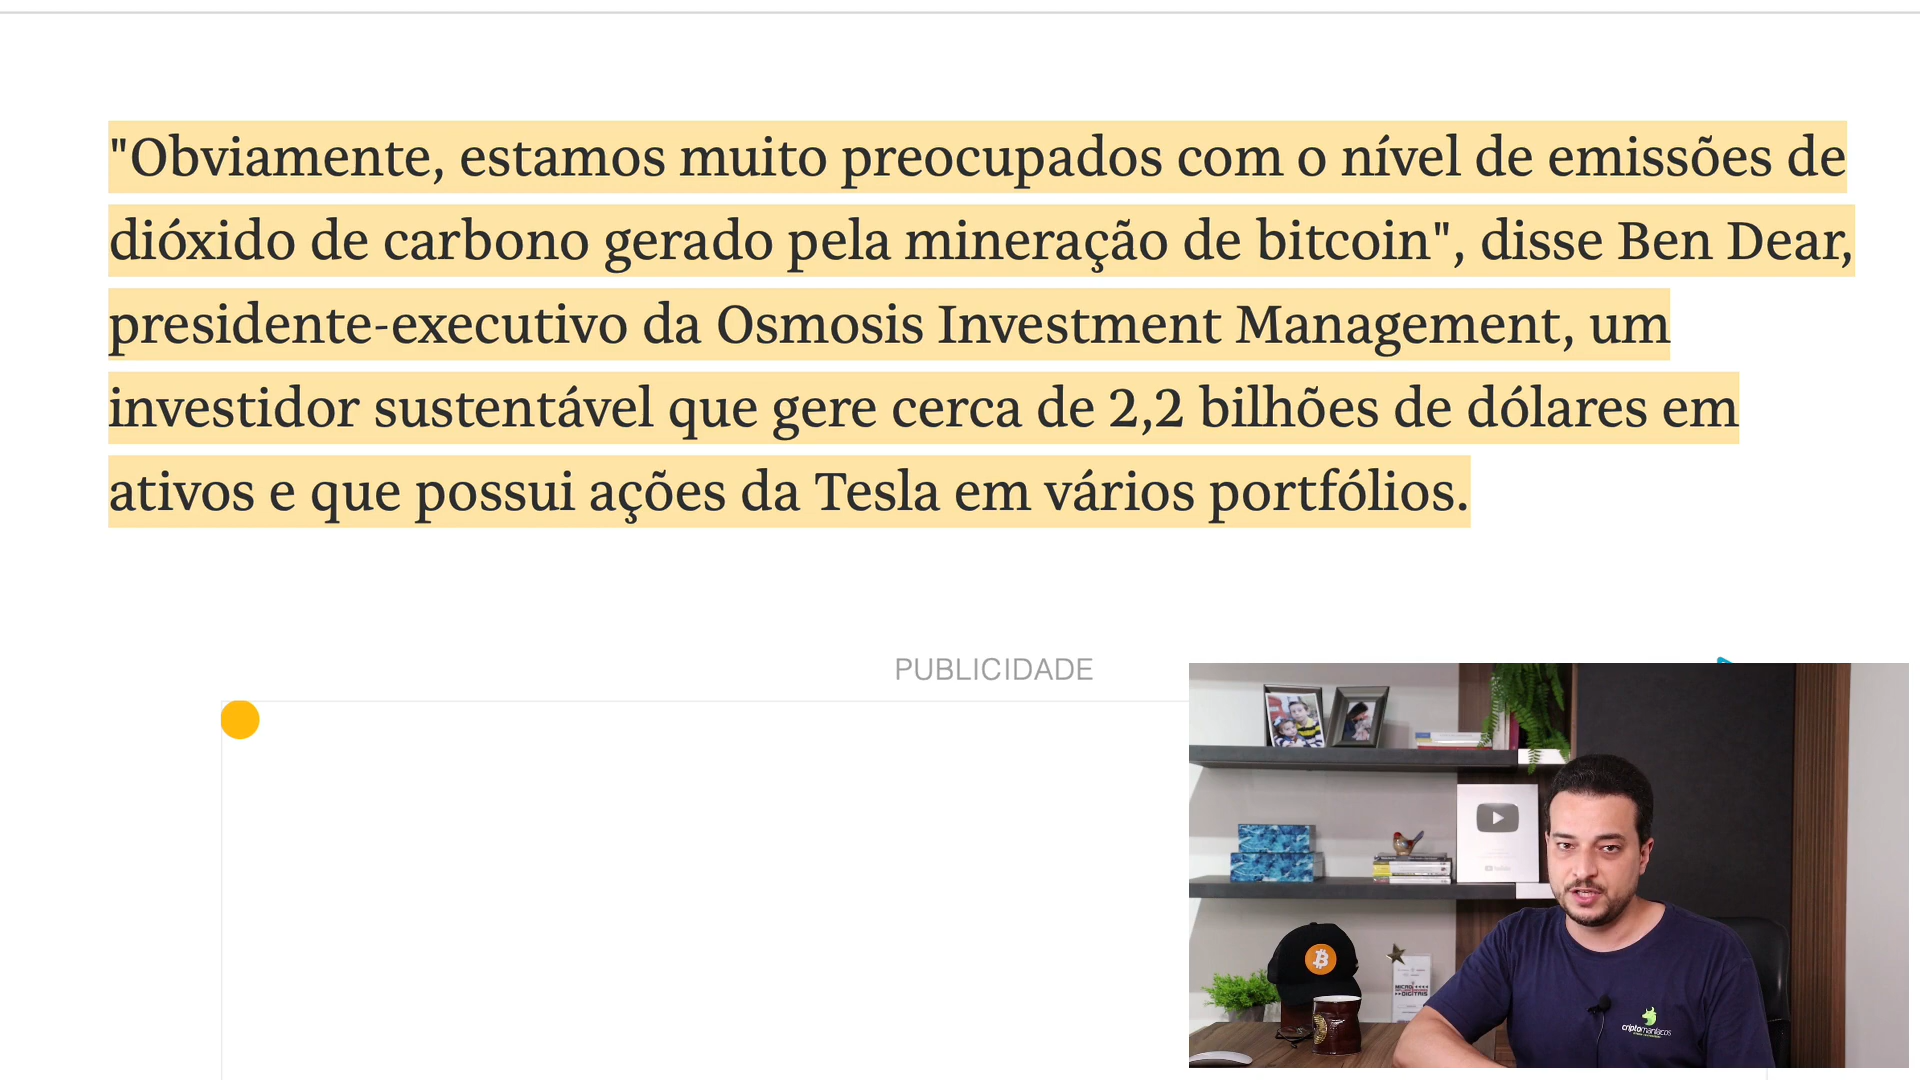 "Obviamente, estamos muito preocupados com o nível de emissões de
dióxido de carbono gerado pela mineração de bitcoin", disse Ben Dear,
presidente-executivo da Osmosis Investment Management, um
investidor sustentável que gere cerca de 2,2 bilhões de dólares em
ativos e que possui ações da Tesla em vários portfólios.
PUBLICIDADE
DIGITAIS
criptomaníacos